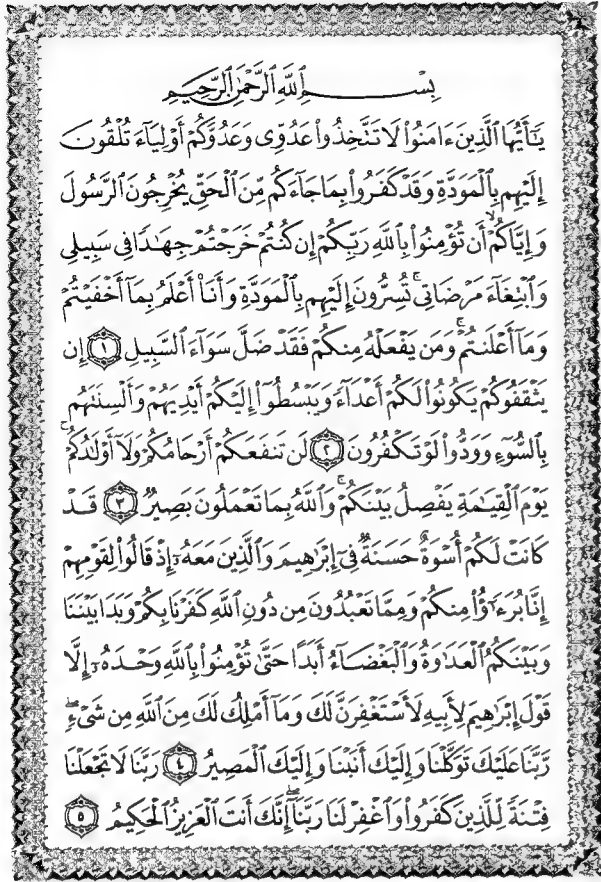 بِسْمِ ٱللَّهِ ٱلرَّحْمَٰنِ ٱلرَّحِيمِ
يَٰٓأَيُّهَا ٱلَّذِينَ ءَامَنُوا۟ لَا تَتَّخِذُوا۟ عَدُوِّى وَعَدُوَّكُمْ أَوْلِيَآءَ تُلْقُونَ
إِلَيْهِم بِٱلْمَوَدَّةِ وَقَدْ كَفَرُوا۟ بِمَا جَآءَكُم مِّنَ ٱلْحَقِّ يُخْرِجُونَ ٱلرَّسُولَ
وَإِيَّاكُمْ ۙ أَن تُؤْمِنُوا۟ بِٱللَّهِ رَبِّكُمْ إِن كُنتُمْ خَرَجْتُمْ جِهَٰدًا فِى سَبِيلِى
وَٱبْتِغَآءَ مَرْضَاتِى ۚ تُسِرُّونَ إِلَيْهِم بِٱلْمَوَدَّةِ وَأَنَا۠ أَعْلَمُ بِمَآ أَخْفَيْتُمْ
وَمَآ أَعْلَنتُمْ ۚ وَمَن يَفْعَلْهُ مِنكُمْ فَقَدْ ضَلَّ سَوَآءَ ٱلسَّبِيلِ ١ إِن
يَثْقَفُوكُمْ يَكُونُوا۟ لَكُمْ أَعْدَآءً وَيَبْسُطُوٓا۟ إِلَيْكُمْ أَيْدِيَهُمْ وَأَلْسِنَتَهُم
بِٱلسُّوٓءِ وَوَدُّوا۟ لَوْ تَكْفُرُونَ ٢ لَن تَنفَعَكُمْ أَرْحَامُكُمْ وَلَآ أَوْلَٰدُكُمْ ۚ
يَوْمَ ٱلْقِيَٰمَةِ يَفْصِلُ بَيْنَكُمْ ۚ وَٱللَّهُ بِمَا تَعْمَلُونَ بَصِيرٌ ٣ قَدْ
كَانَتْ لَكُمْ أُسْوَةٌ حَسَنَةٌ فِىٓ إِبْرَٰهِيمَ وَٱلَّذِينَ مَعَهُۥٓ إِذْ قَالُوا۟ لِقَوْمِهِمْ
إِنَّا بُرَءَٰٓؤُا۟ مِنكُمْ وَمِمَّا تَعْبُدُونَ مِن دُونِ ٱللَّهِ كَفَرْنَا بِكُمْ وَبَدَا بَيْنَنَا
وَبَيْنَكُمُ ٱلْعَدَٰوَةُ وَٱلْبَغْضَآءُ أَبَدًا حَتَّىٰ تُؤْمِنُوا۟ بِٱللَّهِ وَحْدَهُۥٓ إِلَّا
قَوْلَ إِبْرَٰهِيمَ لِأَبِيهِ لَأَسْتَغْفِرَنَّ لَكَ وَمَآ أَمْلِكُ لَكَ مِنَ ٱللَّهِ مِن شَىْءٍ ۖ
رَّبَّنَا عَلَيْكَ تَوَكَّلْنَا وَإِلَيْكَ أَنَبْنَا وَإِلَيْكَ ٱلْمَصِيرُ ٤ رَبَّنَا لَا تَجْعَلْنَا
فِتْنَةً لِّلَّذِينَ كَفَرُوا۟ وَٱغْفِرْ لَنَا رَبَّنَآ ۖ إِنَّكَ أَنتَ ٱلْعَزِيزُ ٱلْحَكِيمُ ٥